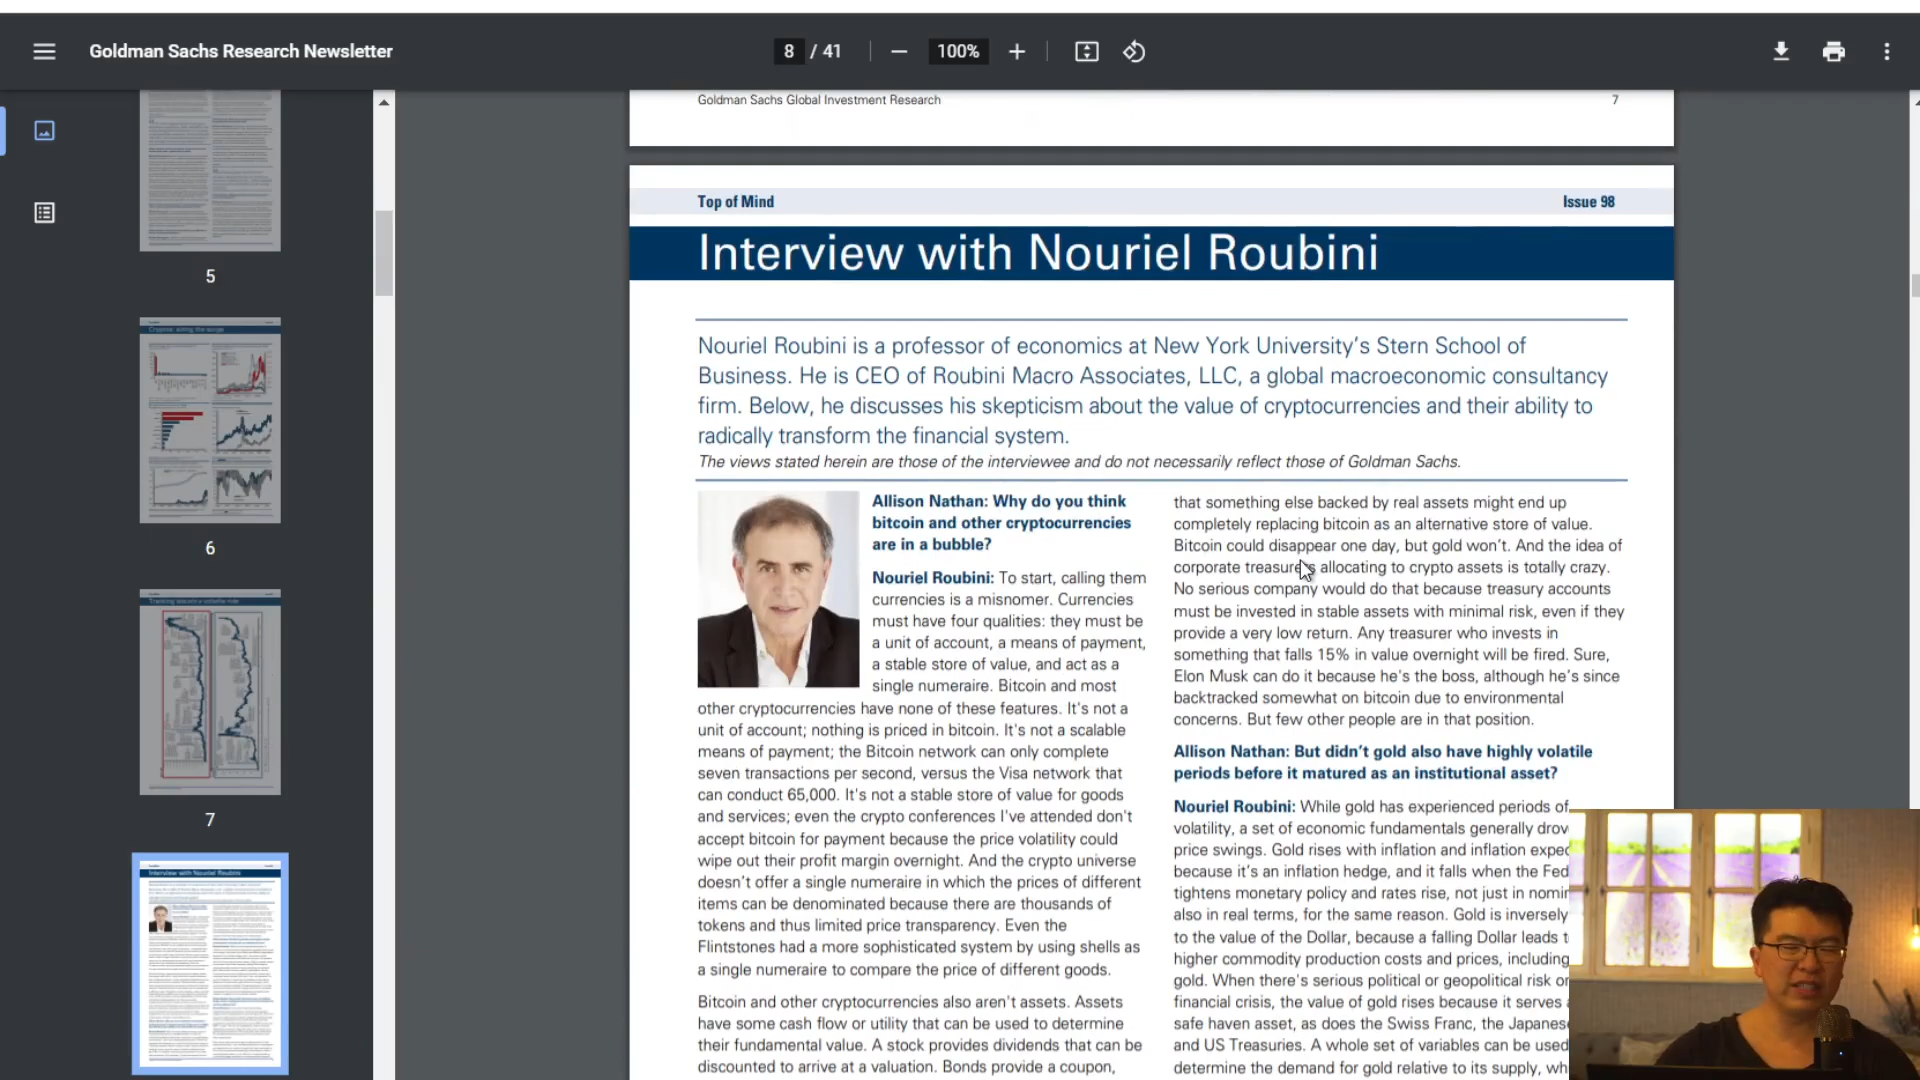 Goldman Sachs Research Newsletter
8 / 41
100%
5
6
7
Goldman Sachs Global Investment Research
7
Top of Mind
Issue 98
Interview with Nouriel Roubini
Nouriel Roubini is a professor of economics at New York University's Stern School of
Business. He is CEO of Roubini Macro Associates, LLC, a global macroeconomic consultancy
firm. Below, he discusses his skepticism about the value of cryptocurrencies and their ability to
radically transform the financial system.
The views stated herein are those of the interviewee and do not necessarily reflect those of Goldman Sachs.
Allison Nathan: Why do you think
bitcoin and other cryptocurrencies
are in a bubble?
Nouriel Roubini: To start, calling them
currencies is a misnomer. Currencies
must have four qualities: they must be
a unit of account, a means of payment,
a stable store of value, and act as a
single numeraire. Bitcoin and most
other cryptocurrencies have none of these features. It's not a
unit of account; nothing is priced in bitcoin. It's not a scalable
means of payment; the Bitcoin network can only complete
seven transactions per second, versus the Visa network that
can conduct 65,000. It's not a stable store of value for goods
and services; even the crypto conferences I've attended don't
accept bitcoin for payment because the price volatility could
wipe out their profit margin overnight. And the crypto universe
doesn't offer a single numeraire in which the prices of different
items can be denominated because there are thousands of
tokens and thus limited price transparency. Even the
Flintstones had a more sophisticated system by using shells as
a single numeraire to compare the price of different goods.
Bitcoin and other cryptocurrencies also aren't assets. Assets
have some cash flow or utility that can be used to determine
their fundamental value. A stock provides dividends that can be
discounted to arrive at a valuation. Bonds provide a coupon,
that something else backed by real assets might end up
completely replacing bitcoin as an alternative store of value.
Bitcoin could disappear one day, but gold won't. And the idea of
corporate treasurers allocating to crypto assets is totally crazy.
No serious company would do that because treasury accounts
must be invested in stable assets with minimal risk, even if they
provide a very low return. Any treasurer who invests in
something that falls 15% in value overnight will be fired. Sure,
Elon Musk can do it because he's the boss, although he's since
backtracked somewhat on bitcoin due to environmental
concerns. But few other people are in that position.
Allison Nathan: But didn't gold also have highly volatile
periods before it matured as an institutional asset?
Nouriel Roubini: While gold has experienced periods of
volatility, a set of economic fundamentals generally
price swings. Gold rises with inflation and inflation
because it's an inflation hedge, and it falls when the Fed
tightens monetary policy and rates rise, not just in
also in real terms, for the same reason. Gold is inversely
to the value of the Dollar, because a falling Dollar leads
higher commodity production costs and prices, including
gold. When there's serious political or geopolitical risk or
financial crisis, the value of gold rises because it serves
safe haven asset, as does the Swiss Franc, the
and US Treasuries. A whole set of variables can be used
determine the demand for gold relative to its supply,